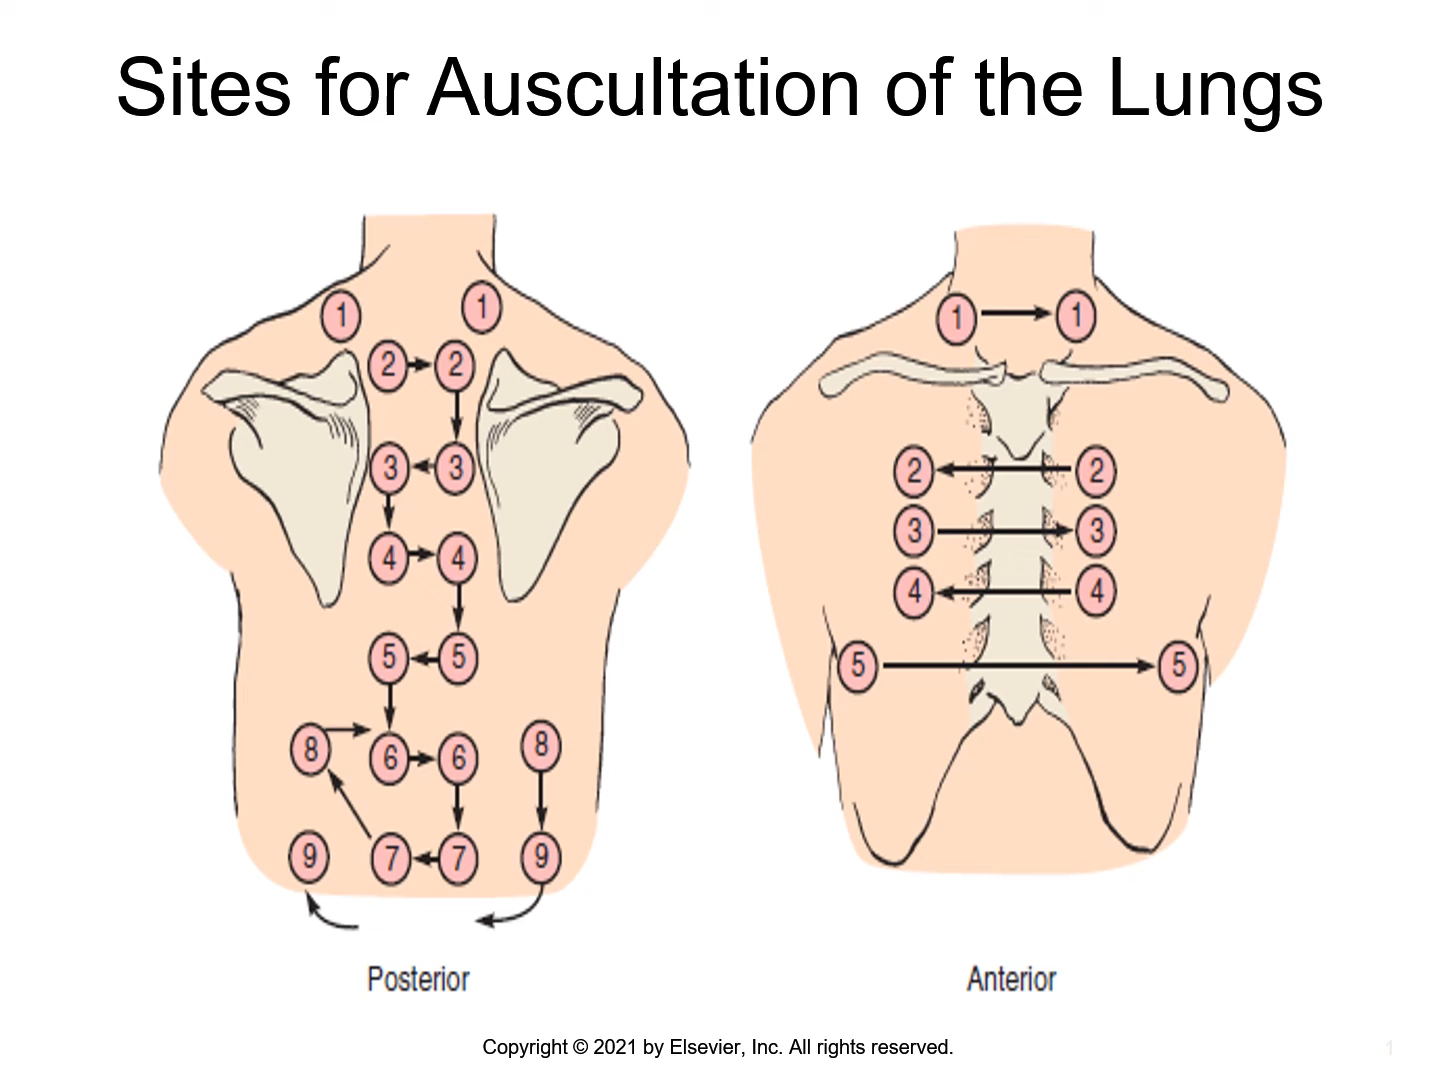 Sites for Auscultation of the Lungs
1 1
2 2
3 3
4 4
5 5
8 6 6 8
9 7 7 9
Posterior
1 1
2 2
3 3
4 4
5 5
Anterior
Copyright © 2021 by Elsevier, Inc. All rights reserved.
1